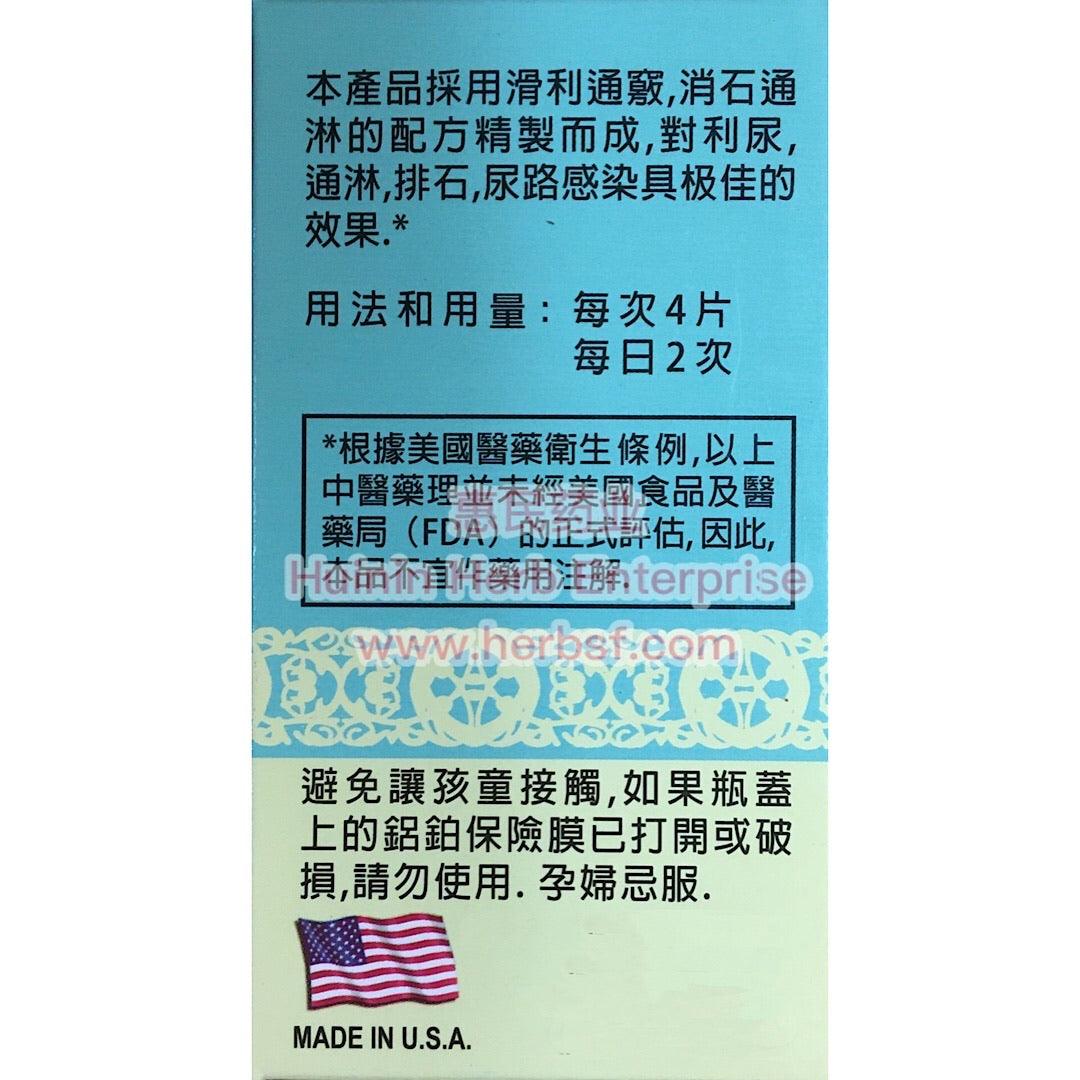 本產品採用滑利通竅,消石通
淋的配方精製而成,對利尿,
通淋,排石,尿路感染具极佳的
效果.*
用法和用量: 每次4片
每日2次
*根據美國醫藥衛生條例,以上
中醫藥理並未經美國食品及醫
藥局（FDA）的正式評估,因此,
本品不宜作藥用注解.
惠民药业
Hainin Herb Enterprise
www.herbsf.com
避免讓孩童接觸,如果瓶蓋
上的鋁鉑保險膜已打開或破
損,請勿使用. 孕婦忌服.
MADE IN U.S.A.